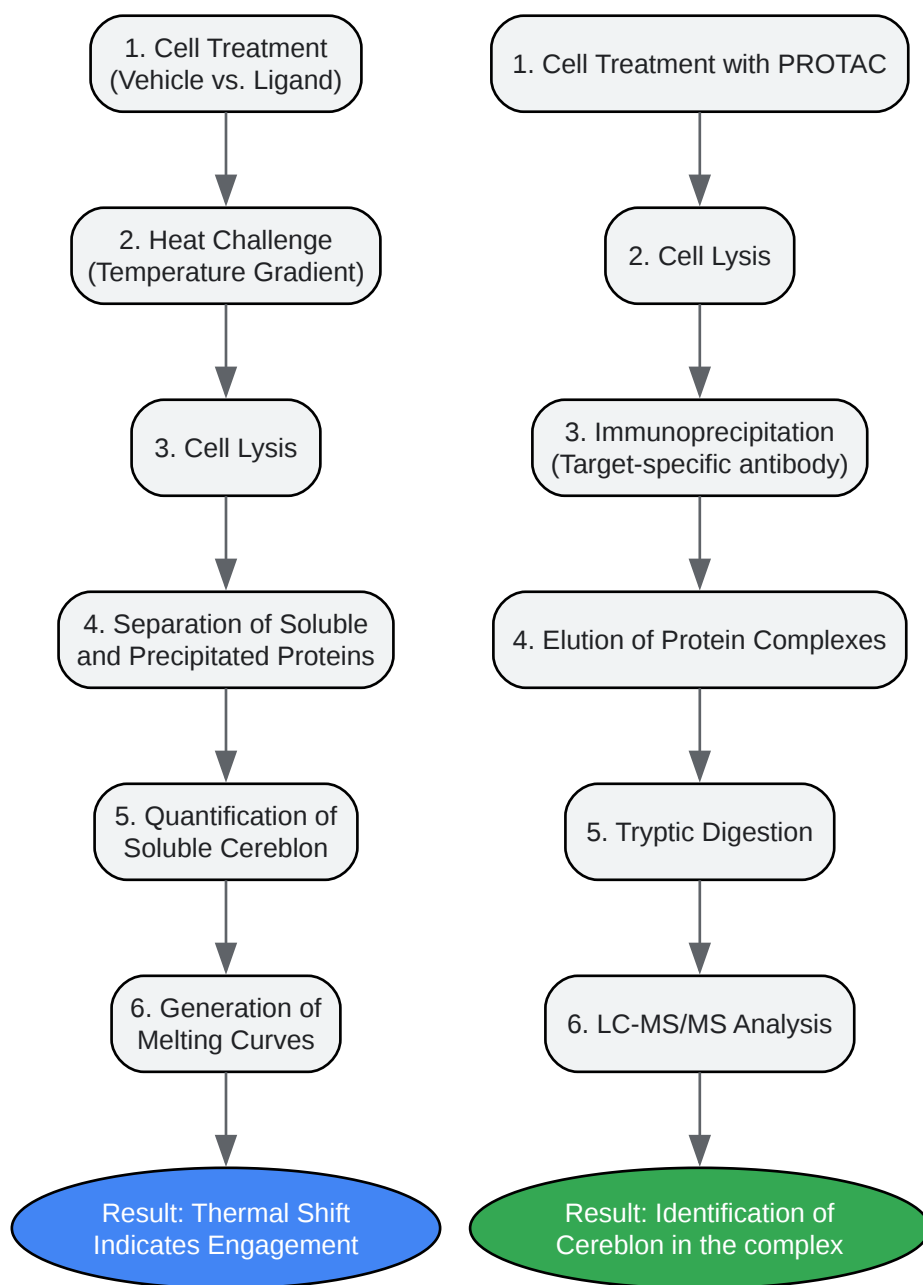 1. Cell Treatment
(Vehicle vs. Ligand)
2. Heat Challenge
(Temperature Gradient)
3. Cell Lysis
4. Separation of Soluble
and Precipitated Proteins
5. Quantification of
Soluble Cereblon
6. Generation of
Melting Curves
Result: Thermal Shift
Indicates Engagement
1. Cell Treatment with PROTAC
2. Cell Lysis
3. Immunoprecipitation
(Target-specific antibody)
4. Elution of Protein Complexes
5. Tryptic Digestion
6. LC-MS/MS Analysis
Result: Identification of
Cereblon in the complex